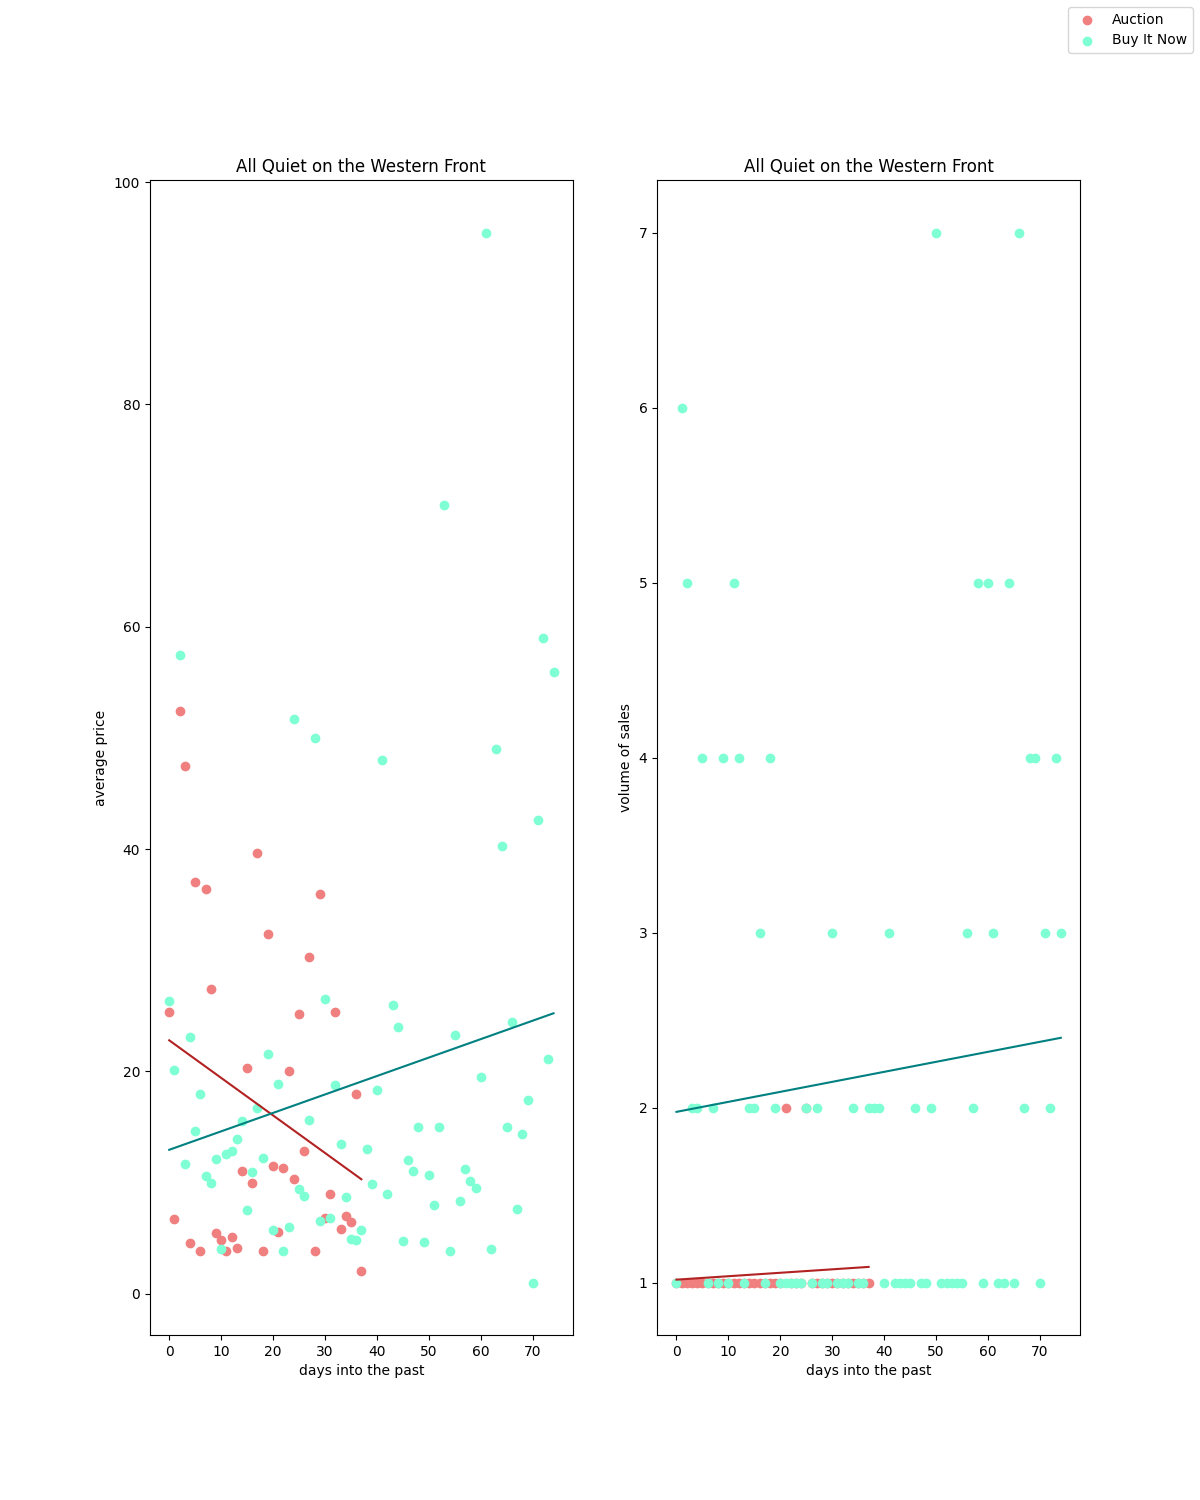 Auction
Buy It Now
All Quiet on the Western Front
100
80
60
40
20
0
average price
0 10 20 30 40 50 60 70
days into the past
All Quiet on the Western Front
7
6
5
4
3
2
1
volume of sales
0 10 20 30 40 50 60 70
days into the past